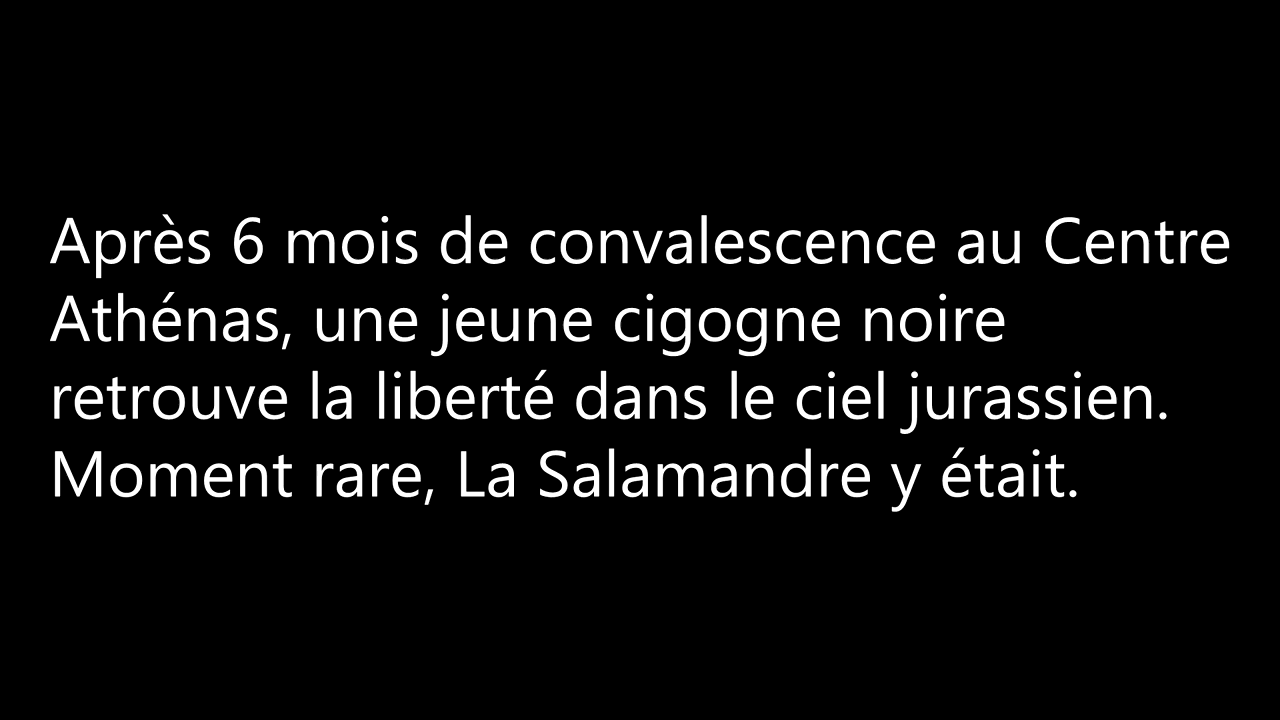 Après 6 mois de convalescence au Centre
Athénas, une jeune cigogne noire
retrouve la liberté dans le ciel jurassien.
Moment rare, La Salamandre y était.